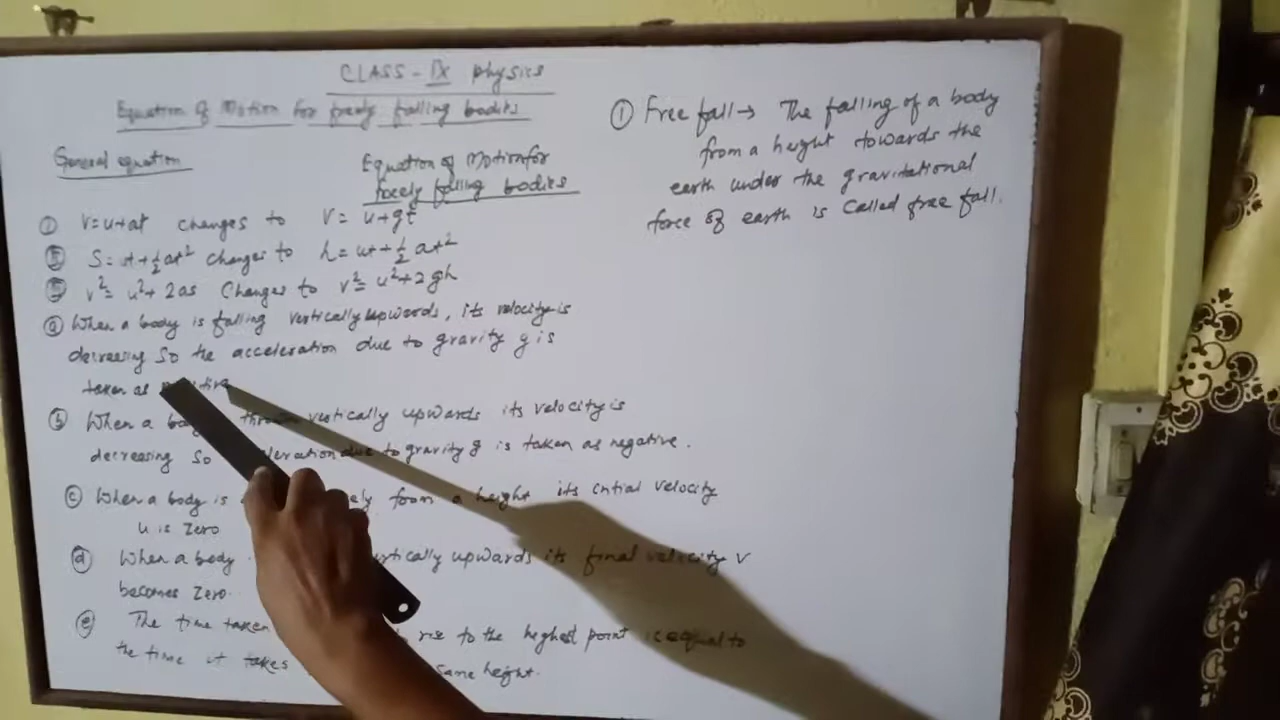 CLASS - IX Physics
Equation of Motion for freely falling bodies
General equation
Equation of Motion for
freely falling bodies
① V=u+at changes to V= u+gt
② S=ut+½at² changes to h=ut+½at²
③ v²= u²+2as Changes to v²= u²+2gh
ⓐ When a body is falling vertically upwards, its velocity is
decreasing So the acceleration due to gravity g is
taken as
ⓑ When a vertically upwards its velocity is
decreasing So due to gravity g is taken as negative.
ⓒ When a body is from a height its intial velocity
u is Zero
ⓓ When a body upwards its final velocity v
becomes Zero.
ⓔ The time taken rise to the highest point is equal to
the time it takes same height.
① Free fall → The falling of a body
from a height towards the
earth under the gravitational
force of earth is Called free fall.